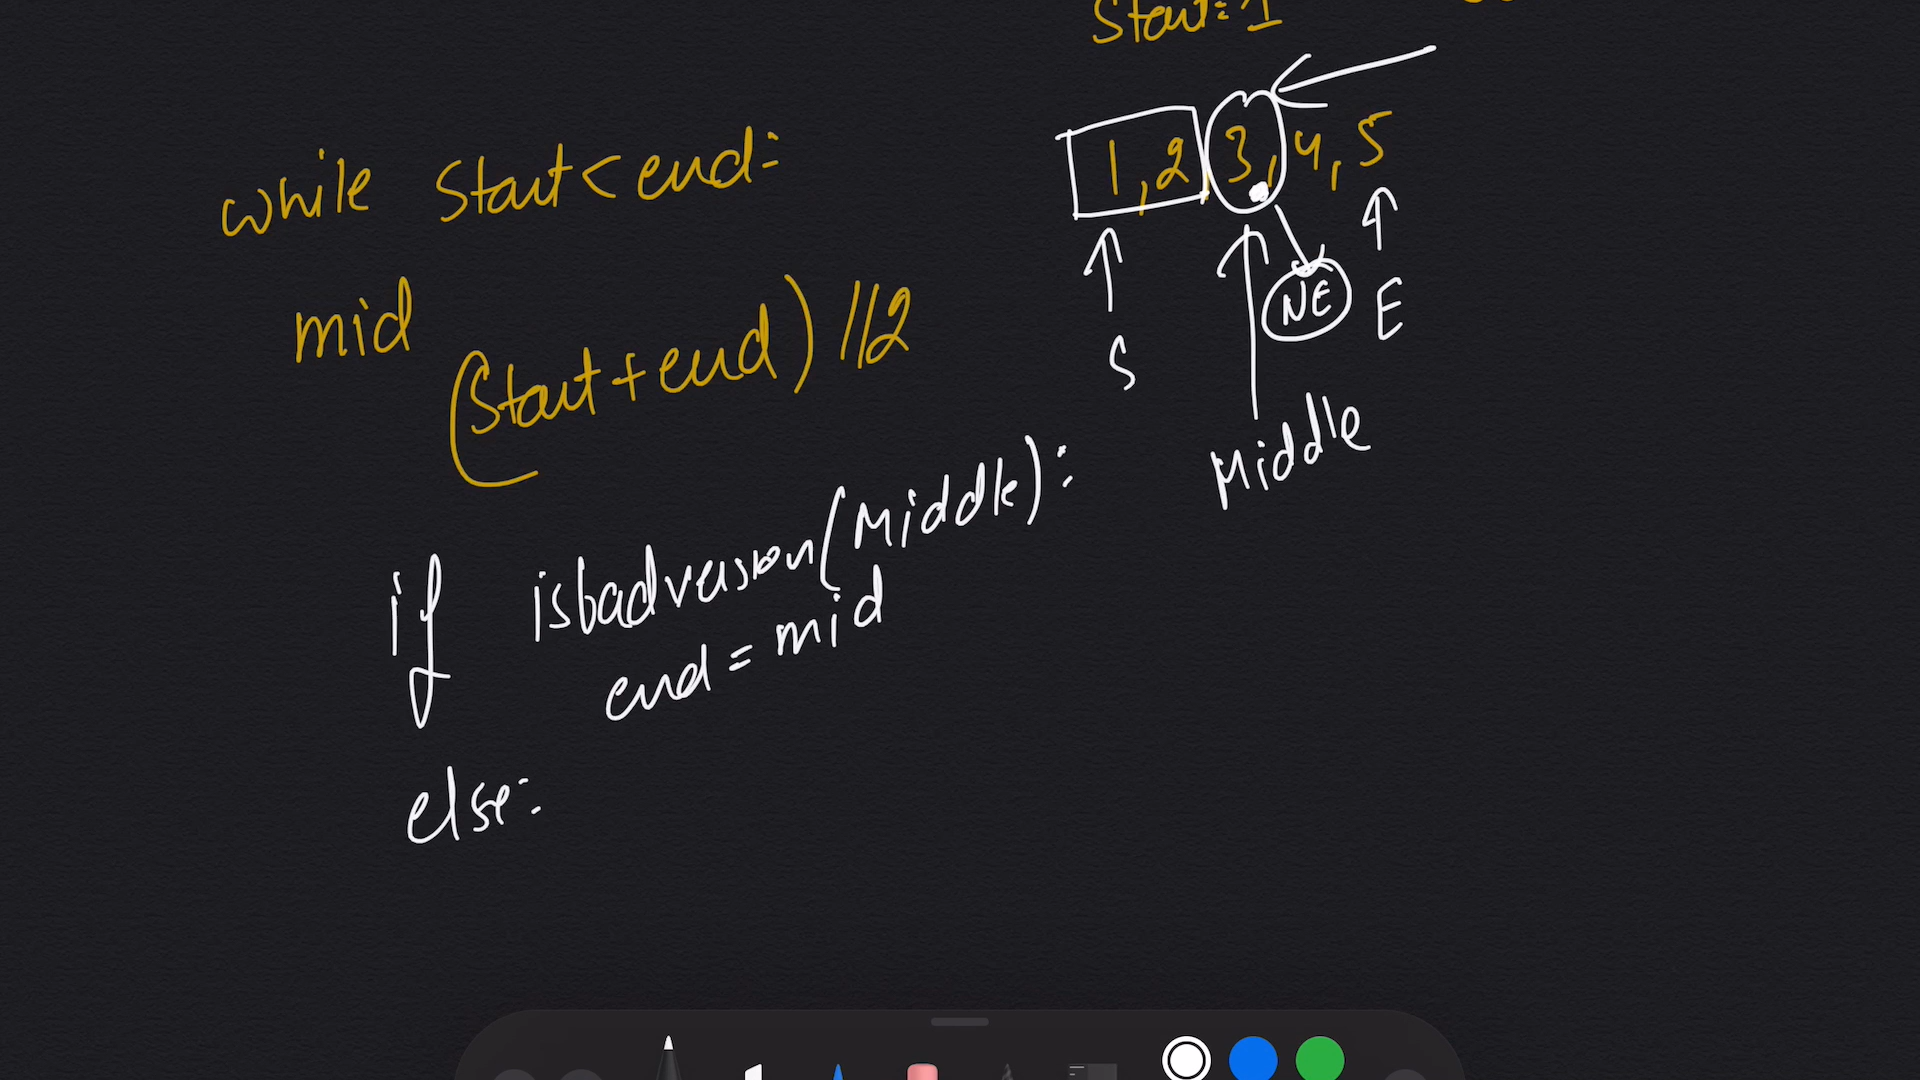 Start=1
1,2,3,4,5
while start<end:
mid
(Start+end)//2
NE
S
E
Middle
if isbadversion(Middle):
end=mid
else: